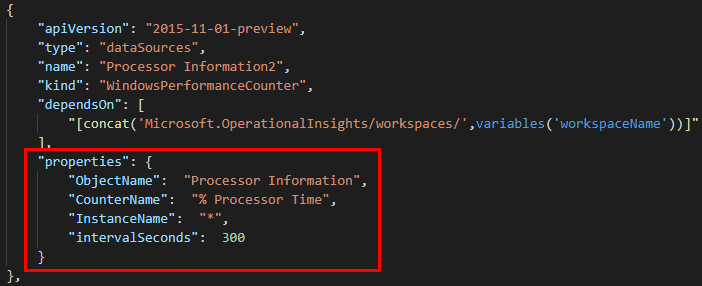 {
"apiVersion": "2015-11-01-preview",
"type": "dataSources",
"name": "Processor Information2",
"kind": "WindowsPerformanceCounter",
"dependsOn": [
"[concat('Microsoft.OperationalInsights/workspaces/',variables('workspaceName'))]"
],
"properties": {
"ObjectName":  "Processor Information",
"CounterName":  "% Processor Time",
"InstanceName":  "*",
"intervalSeconds":  300
}
},